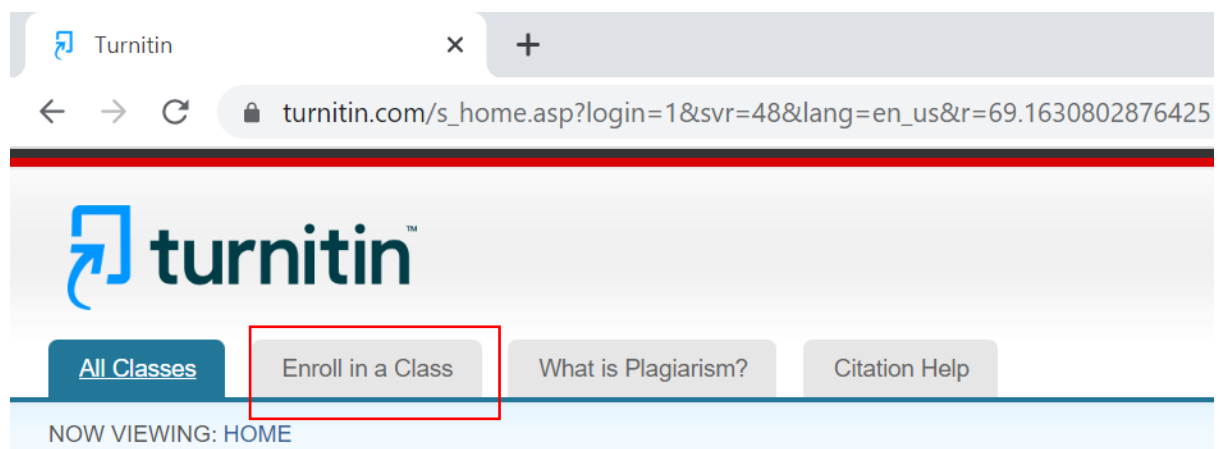 Turnitin
turnitin.com/s_home.asp?login=1&svr=48&lang=en_us&r=69.1630802876425
turnitin™
All Classes Enroll in a Class What is Plagiarism? Citation Help
NOW VIEWING: HOME